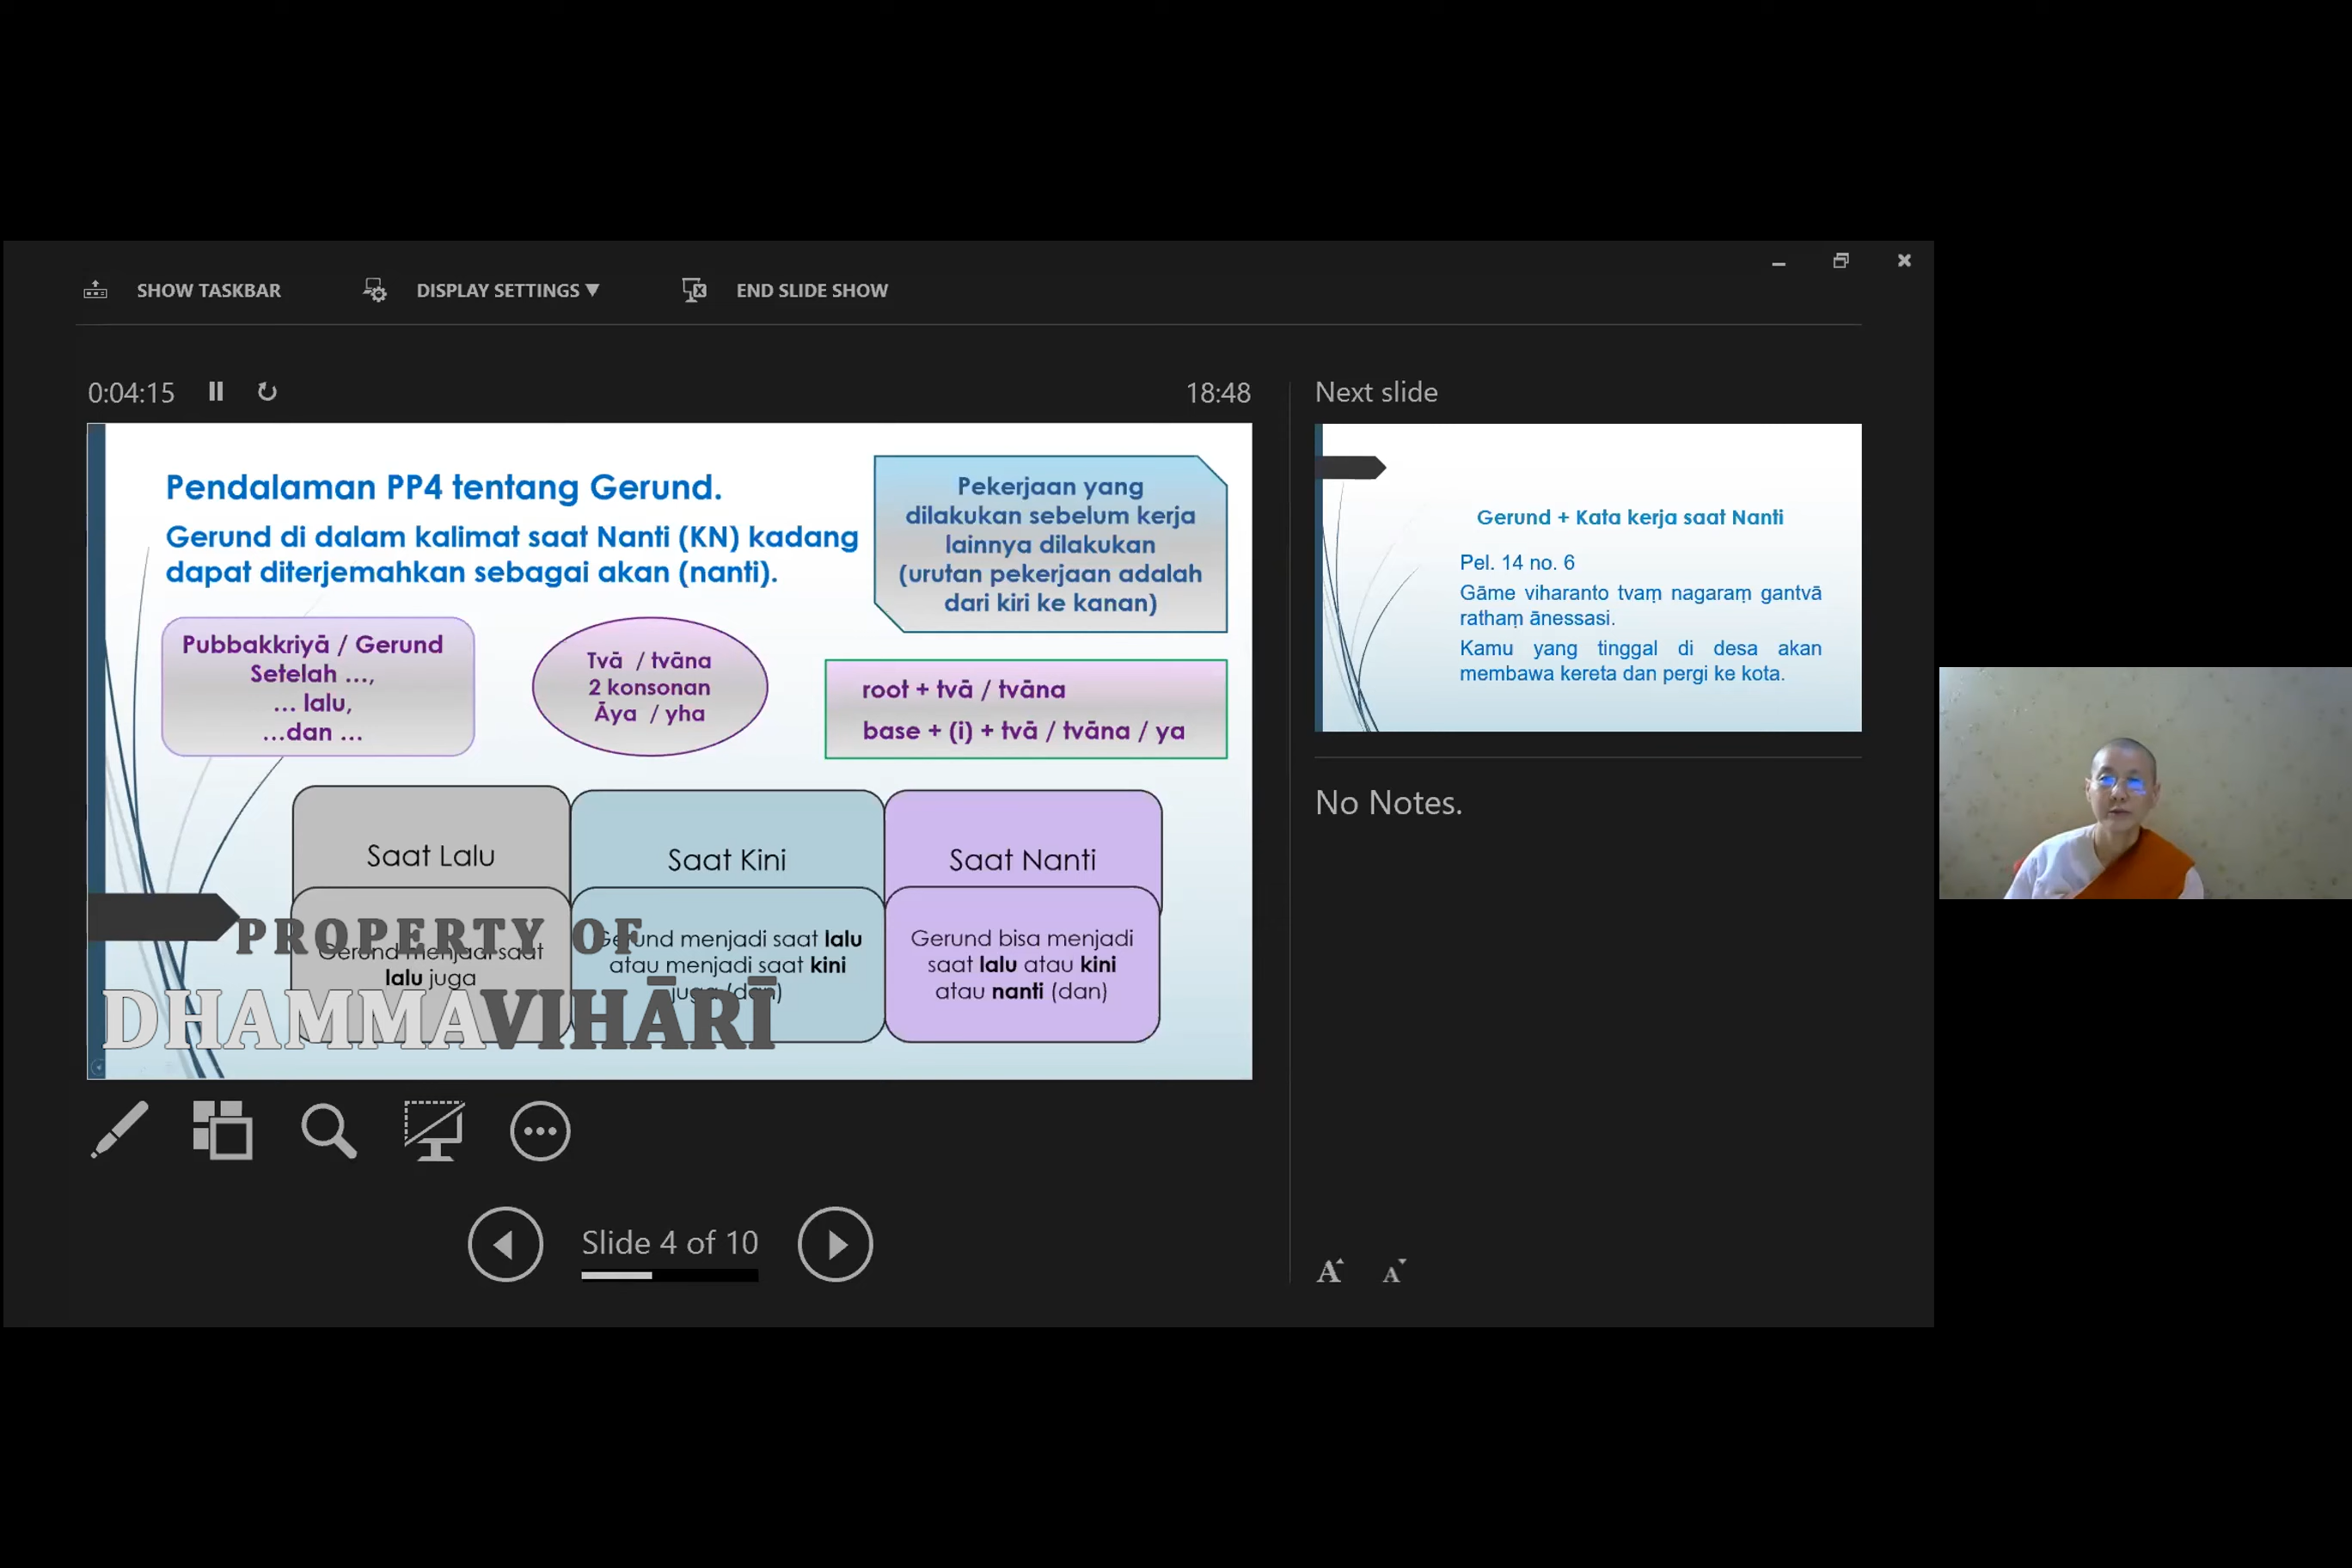 SHOW TASKBAR
DISPLAY SETTINGS ▼
END SLIDE SHOW
0:04:15
18:48
Pendalaman PP4 tentang Gerund.
Gerund di dalam kalimat saat Nanti (KN) kadang
dapat diterjemahkan sebagai akan (nanti).
Pekerjaan yang
dilakukan sebelum kerja
lainnya dilakukan
(urutan pekerjaan adalah
dari kiri ke kanan)
Pubbakkriyā / Gerund
Setelah ...,
... lalu,
...dan ...
Tvā / tvāna
2 konsonan
Āya / yha
root + tvā / tvāna
base + (i) + tvā / tvāna / ya
Saat Lalu
Saat Kini
Saat Nanti
Gerund menjadi saat
lalu juga
Gerund menjadi saat lalu
atau menjadi saat kini
juga (dan)
Gerund bisa menjadi
saat lalu atau kini
atau nanti (dan)
PROPERTY OF
DHAMMAVIHĀRĪ
Slide 4 of 10
Next slide
Gerund + Kata kerja saat Nanti
Pel. 14 no. 6
Gāme viharanto tvaṃ nagaraṃ gantvā
rathaṃ ānessasi.
Kamu yang tinggal di desa akan
membawa kereta dan pergi ke kota.
No Notes.
A A